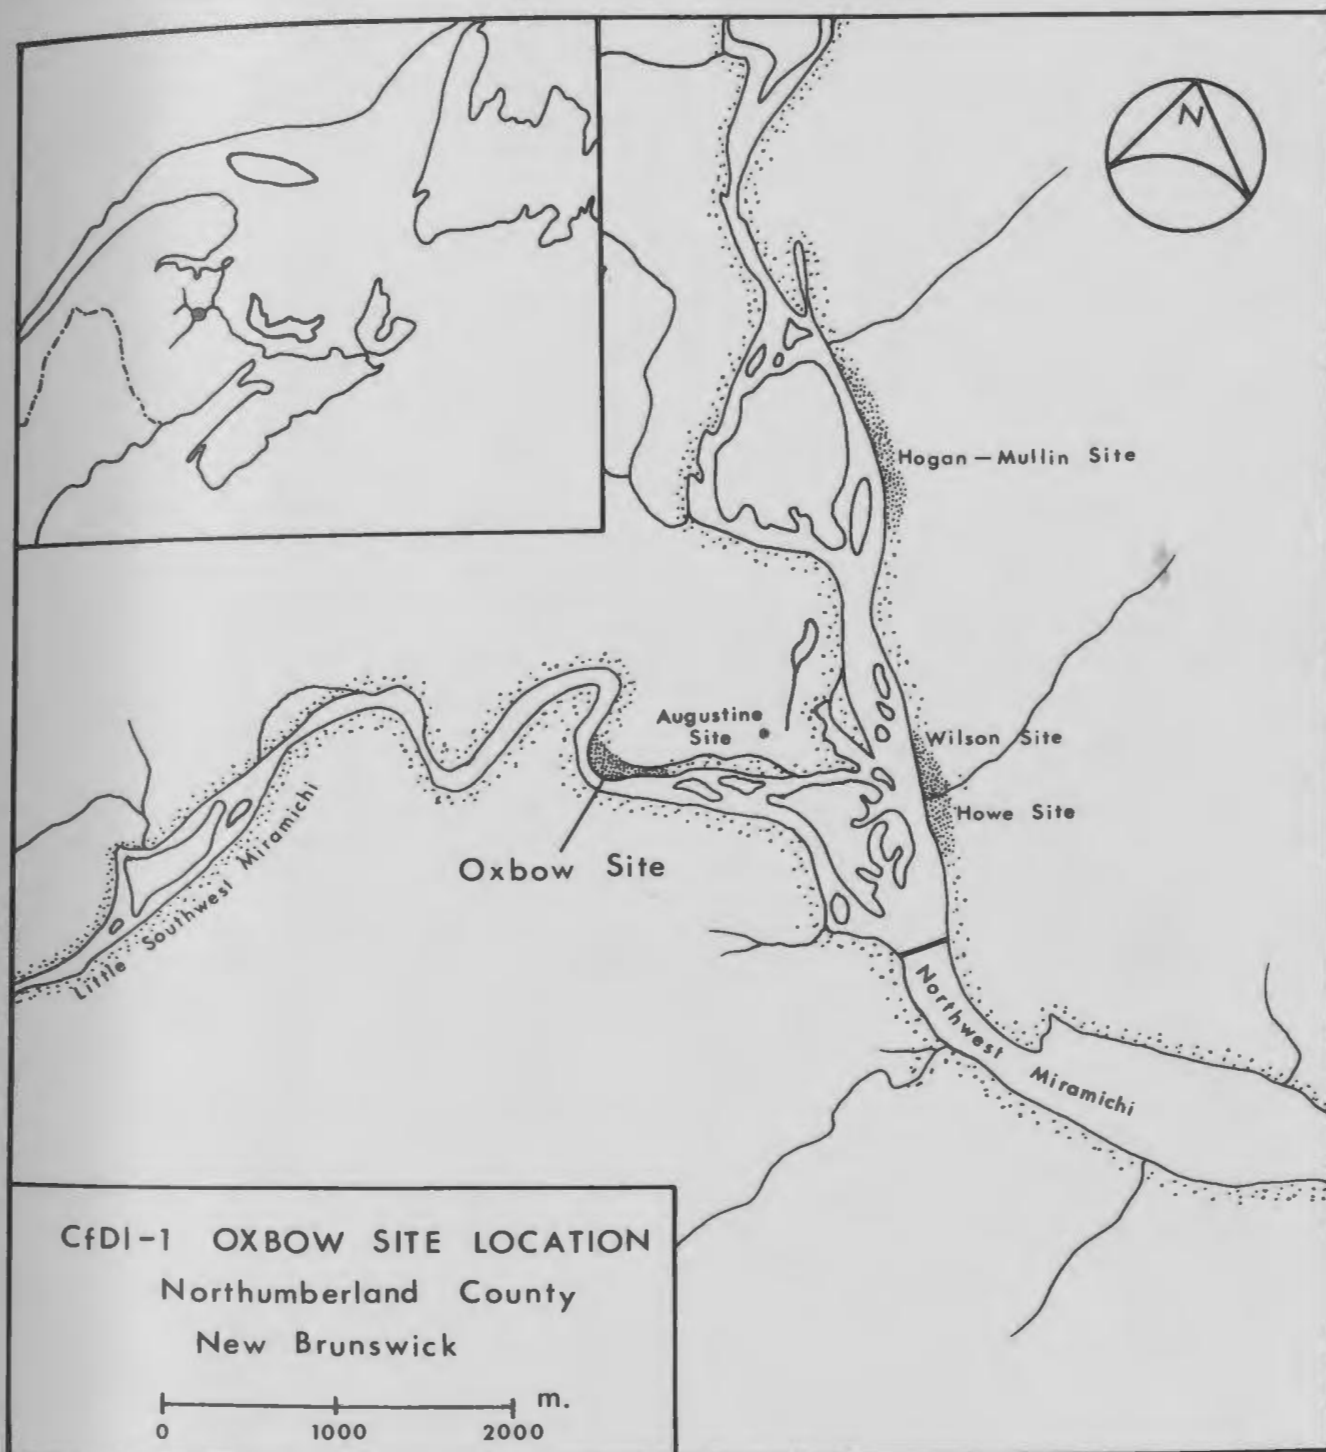 N
Hogan — Mullin Site
Augustine
Site
Wilson Site
Howe Site
Oxbow Site
Little Southwest Miramichi
Northwest Miramichi
CfDl-1 OXBOW SITE LOCATION
Northumberland County
New Brunswick
m.
0 1000 2000